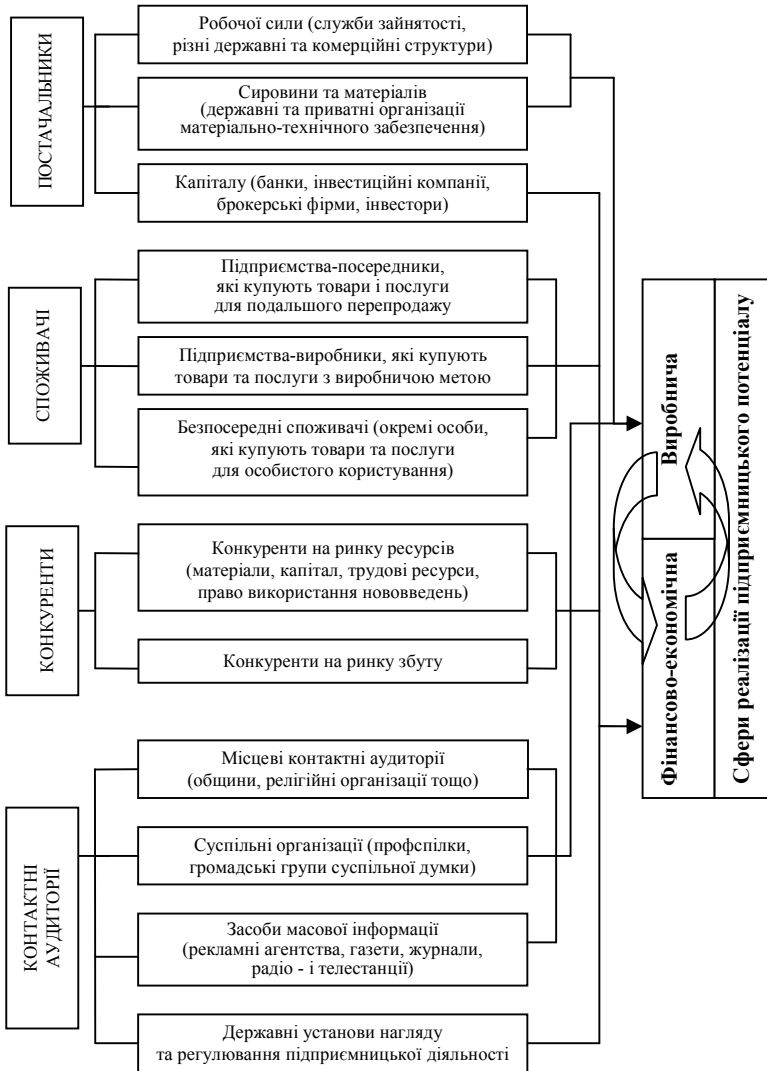 ПОСТАЧАЛЬНИКИ
Робочої сили (служби зайнятості,
різні державні та комерційні структури)
Сировини та матеріалів
(державні та приватні організації
матеріально-технічного забезпечення)
Капіталу (банки, інвестиційні компанії,
брокерські фірми, інвестори)
СПОЖИВАЧІ
Підприємства-посередники,
які купують товари і послуги
для подальшого перепродажу
Підприємства-виробники, які купують
товари та послуги з виробничою метою
Безпосередні споживачі (окремі особи,
які купують товари та послуги
для особистого користування)
КОНКУРЕНТИ
Конкуренти на ринку ресурсів
(матеріали, капітал, трудові ресурси,
право використання нововведень)
Конкуренти на ринку збуту
КОНТАКТНІ
АУДИТОРІЇ
Місцеві контактні аудиторії
(общини, релігійні організації тощо)
Суспільні організації (профспілки,
громадські групи суспільної думки)
Засоби масової інформації
(рекламні агентства, газети, журнали,
радіо - і телестанції)
Державні установи нагляду
та регулювання підприємницької діяльності
Виробнича
Фінансово-економічна
Сфери реалізації підприємницького потенціалу